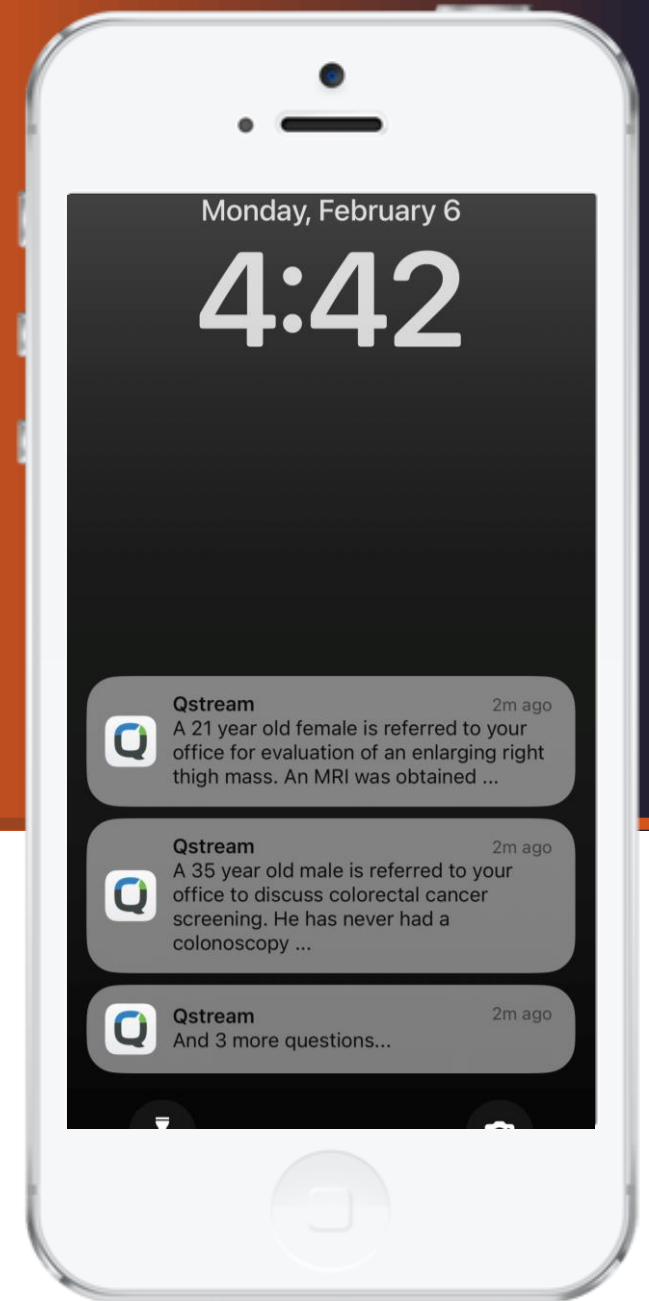 Monday, February 6
4:42
Qstream
2m ago
A 21 year old female is referred to your
office for evaluation of an enlarging right
thigh mass. An MRI was obtained ...
Qstream
2m ago
A 35 year old male is referred to your
office to discuss colorectal cancer
screening. He has never had a
colonoscopy ...
Qstream
2m ago
And 3 more questions...